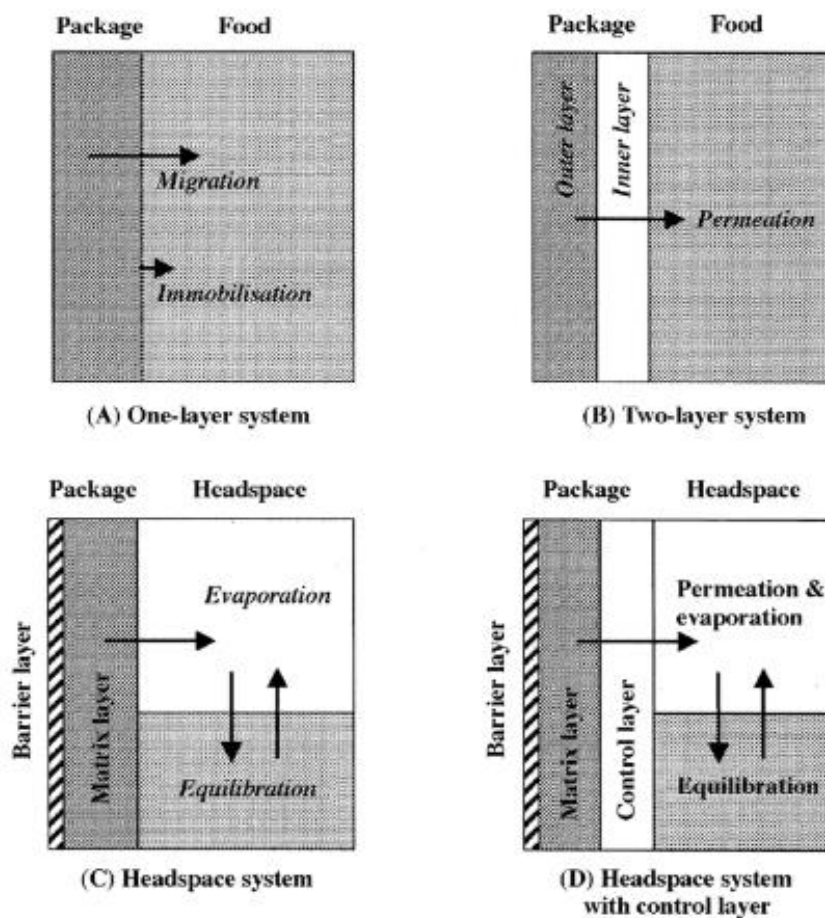 Package Food
Outer layer
Inner layer
Migration
Immobilisation
Permeation
(A) One-layer system
(B) Two-layer system
Package Food
Package Headspace
Barrier layer
Matrix layer
Evaporation
Equilibration
(C) Headspace system
Package Headspace
Barrier layer
Matrix layer
Control layer
Permeation &
evaporation
Equilibration
(D) Headspace system
with control layer